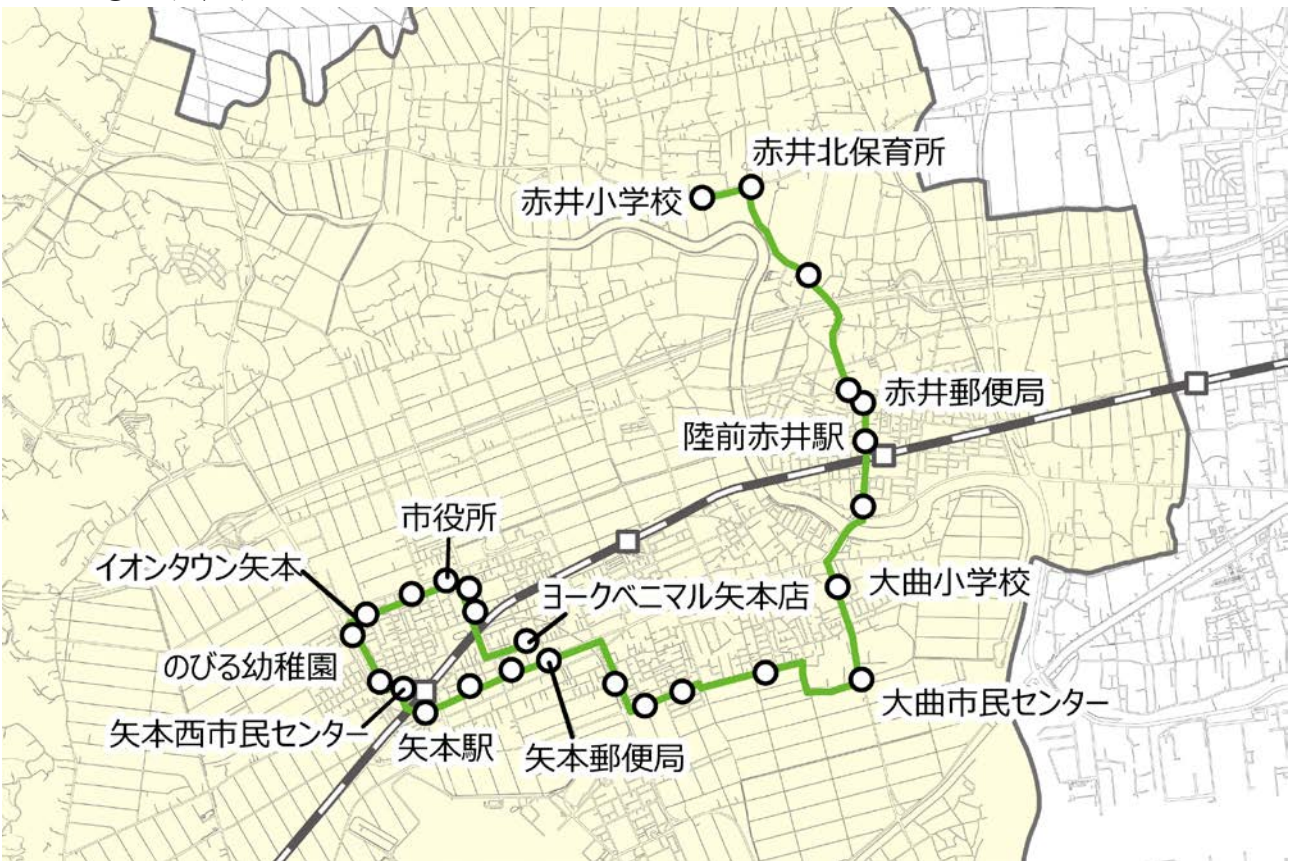 赤井北保育所
赤井小学校
赤井郵便局
陸前赤井駅
市役所
イオンタウン矢本
ヨークベニマル矢本店
大曲小学校
のびる幼稚園
大曲市民センター
矢本西市民センター
矢本駅
矢本郵便局